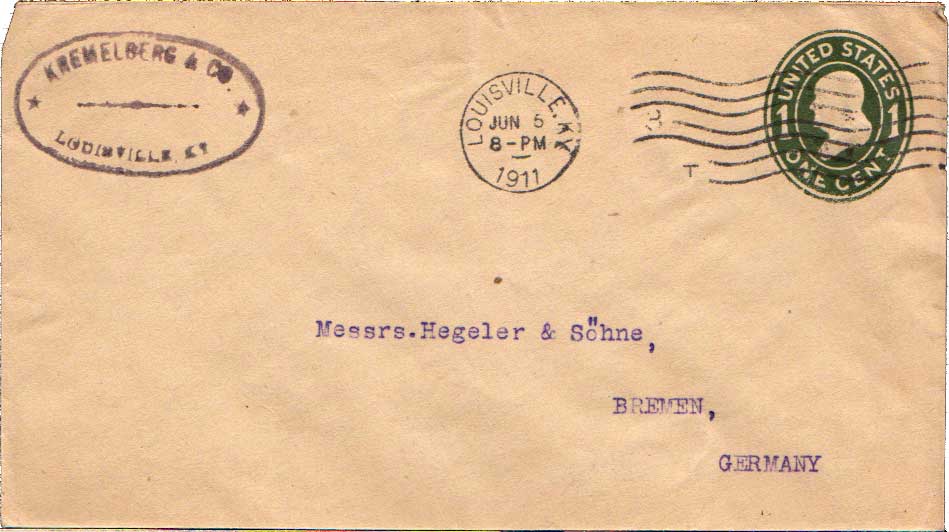 KREMELBERG & CO.
LOUISVILLE, KY
LOUISVILLE, KY
JUN 5
8-PM
1911
T
UNITED STATES
1 1
ONE CENT
Messrs.Hegeler & Söhne,
BREMEN,
GERMANY